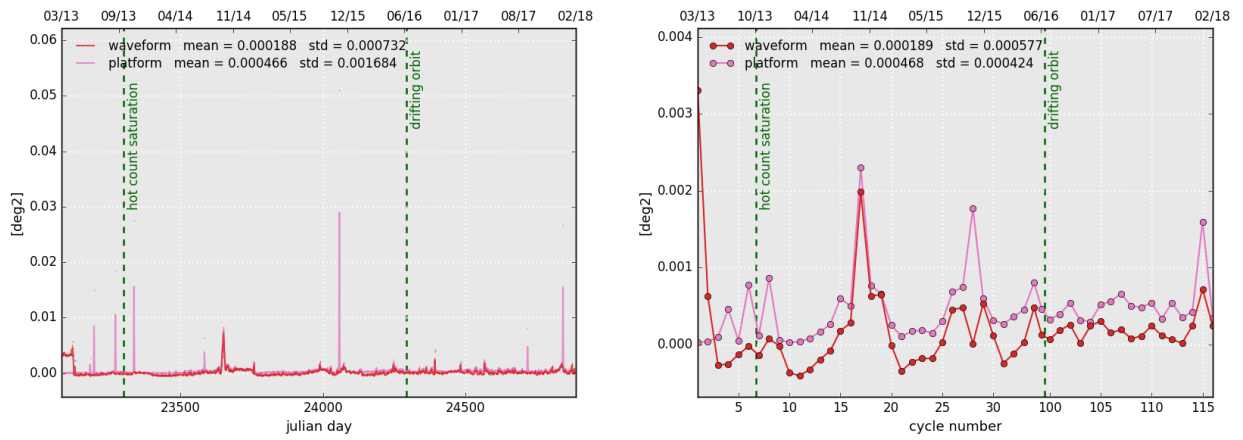 03/13 09/13 04/14 11/14 05/15 12/15 06/16 01/17 08/17 02/18
waveform mean = 0.000188 std = 0.000732
platform mean = 0.000466 std = 0.001684
hot count saturation
drifting orbit
0.06
0.05
0.04
0.03
0.02
0.01
0.00
[deg2]
23500 24000 24500
julian day
03/13 10/13 04/14 11/14 05/15 12/15 06/16 01/17 07/17 02/18
waveform mean = 0.000189 std = 0.000577
platform mean = 0.000468 std = 0.000424
hot count saturation
drifting orbit
0.004
0.003
0.002
0.001
0.000
[deg2]
5 10 15 20 25 30 100 105 110 115
cycle number